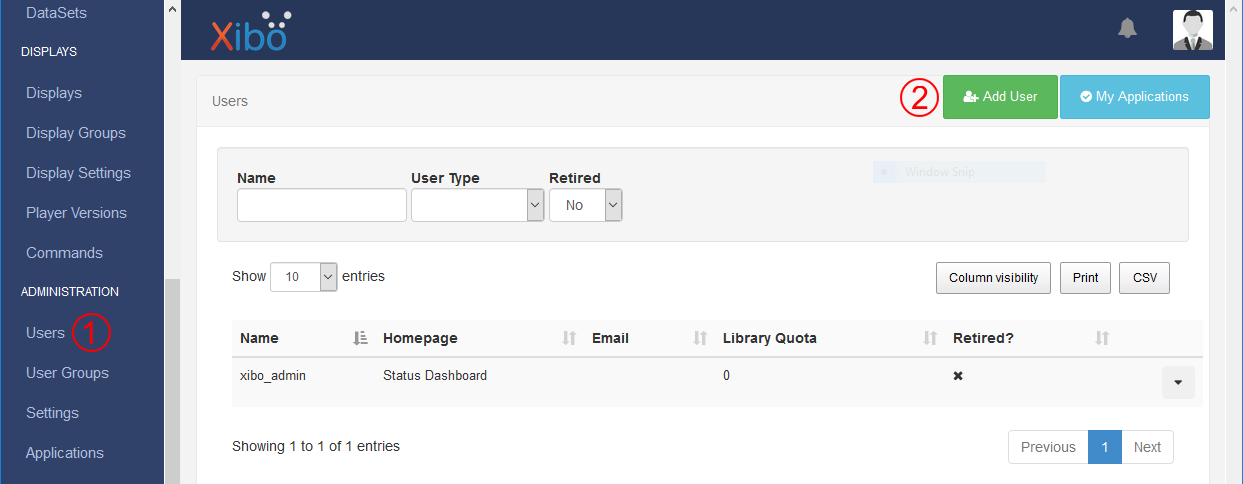 DataSets
DISPLAYS
Displays
Display Groups
Display Settings
Player Versions
Commands
ADMINISTRATION
Users 1
User Groups
Settings
Applications
Xibo
Users
2 Add User My Applications
Window Snip
Name User Type Retired
No
Show 10 entries
Column visibility Print CSV
Name Homepage Email Library Quota Retired?
xibo_admin Status Dashboard 0
Showing 1 to 1 of 1 entries
Previous 1 Next